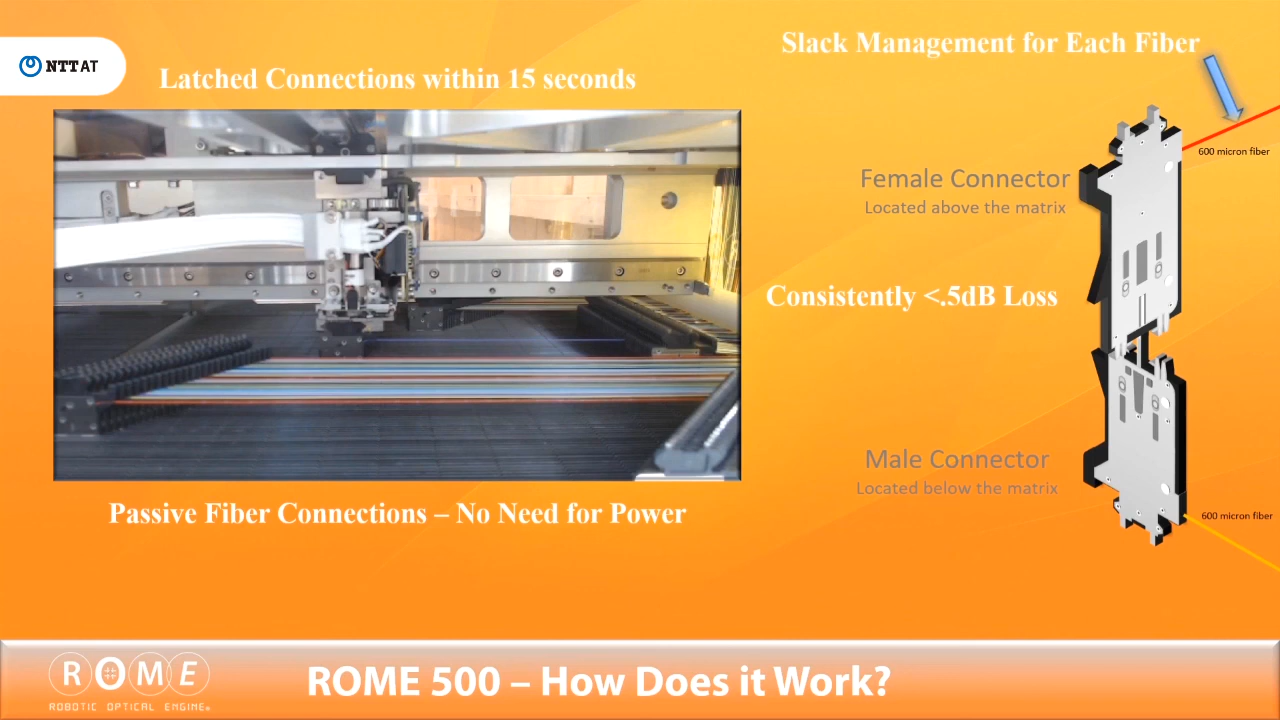 NTT AT
Slack Management for Each Fiber
Latched Connections within 15 seconds
600 micron fiber
Female Connector
Located above the matrix
Consistently <.5dB Loss
Male Connector
Located below the matrix
600 micron fiber
Passive Fiber Connections – No Need for Power
ROME
ROBOTIC OPTICAL ENGINE
ROME 500 – How Does it Work?